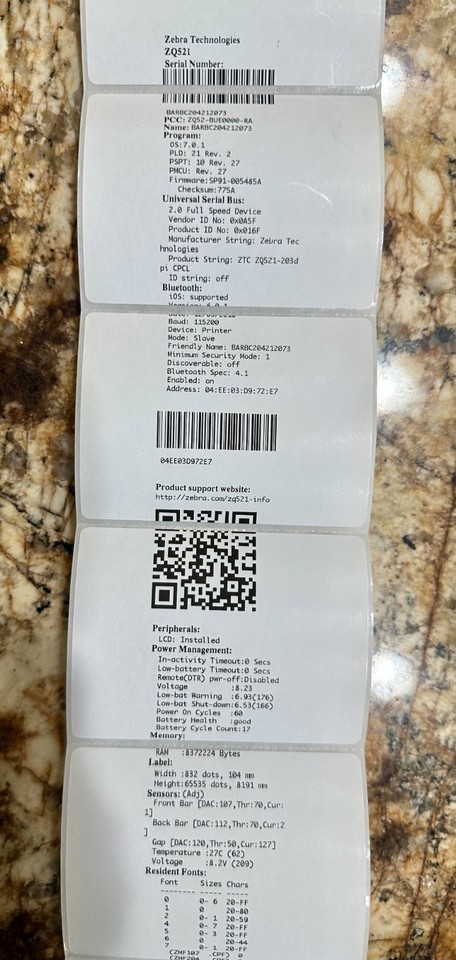 Zebra Technologies
ZQ521
Serial Number:
BARBC204212073
PCC: ZQ52-BUE0000-RA
Name: BARBC204212073
Program:
OS:7.0.1
PLD: 21 Rev. 2
PSPT: 10 Rev. 27
PMCU: Rev. 27
Firmware:SP91-005485A
Checksum:775A
Universal Serial Bus:
2.0 Full Speed Device
Vendor ID No: 0x0A5F
Product ID No: 0x016F
Manufacturer String: Zebra Tec
hnologies
Product String: ZTC ZQ521-203d
pi CPCL
ID string: off
Bluetooth:
iOS: supported
Baud: 115200
Device: Printer
Mode: Slave
Friendly Name: BARBC204212073
Minimum Security Mode: 1
Discoverable: off
Bluetooth Spec: 4.1
Enabled: on
Address: 04:EE:03:D9:72:E7
04EE03D972E7
Product support website:
http://zebra.com/zq521-info
Peripherals:
LCD: Installed
Power Management:
In-activity Timeout:0 Secs
Low-battery Timeout:0 Secs
Remote(DTR) pwr-off:Disabled
Voltage :8.23
Low-bat Warning :6.93(176)
Low-bat Shut-down:6.53(166)
Power On Cycles :60
Battery Health :good
Battery Cycle Count:17
Memory:
RAM :8372224 Bytes
Label:
Width :832 dots, 104 mm
Height:65535 dots, 8191 mm
Sensors: (Adj)
Front Bar [DAC:107,Thr:70,Cur:
1]
Back Bar [DAC:112,Thr:70,Cur:2
]
Gap [DAC:120,Thr:50,Cur:127]
Temperature :27C (62)
Voltage :8.2V (209)
Resident Fonts:
Font Sizes Chars
0 0- 6 20-FF
1 0 20-80
2 0- 1 20-59
4 0- 7 20-FF
5 0- 3 20-FF
6 0 20-44
7 0- 1 20-FF